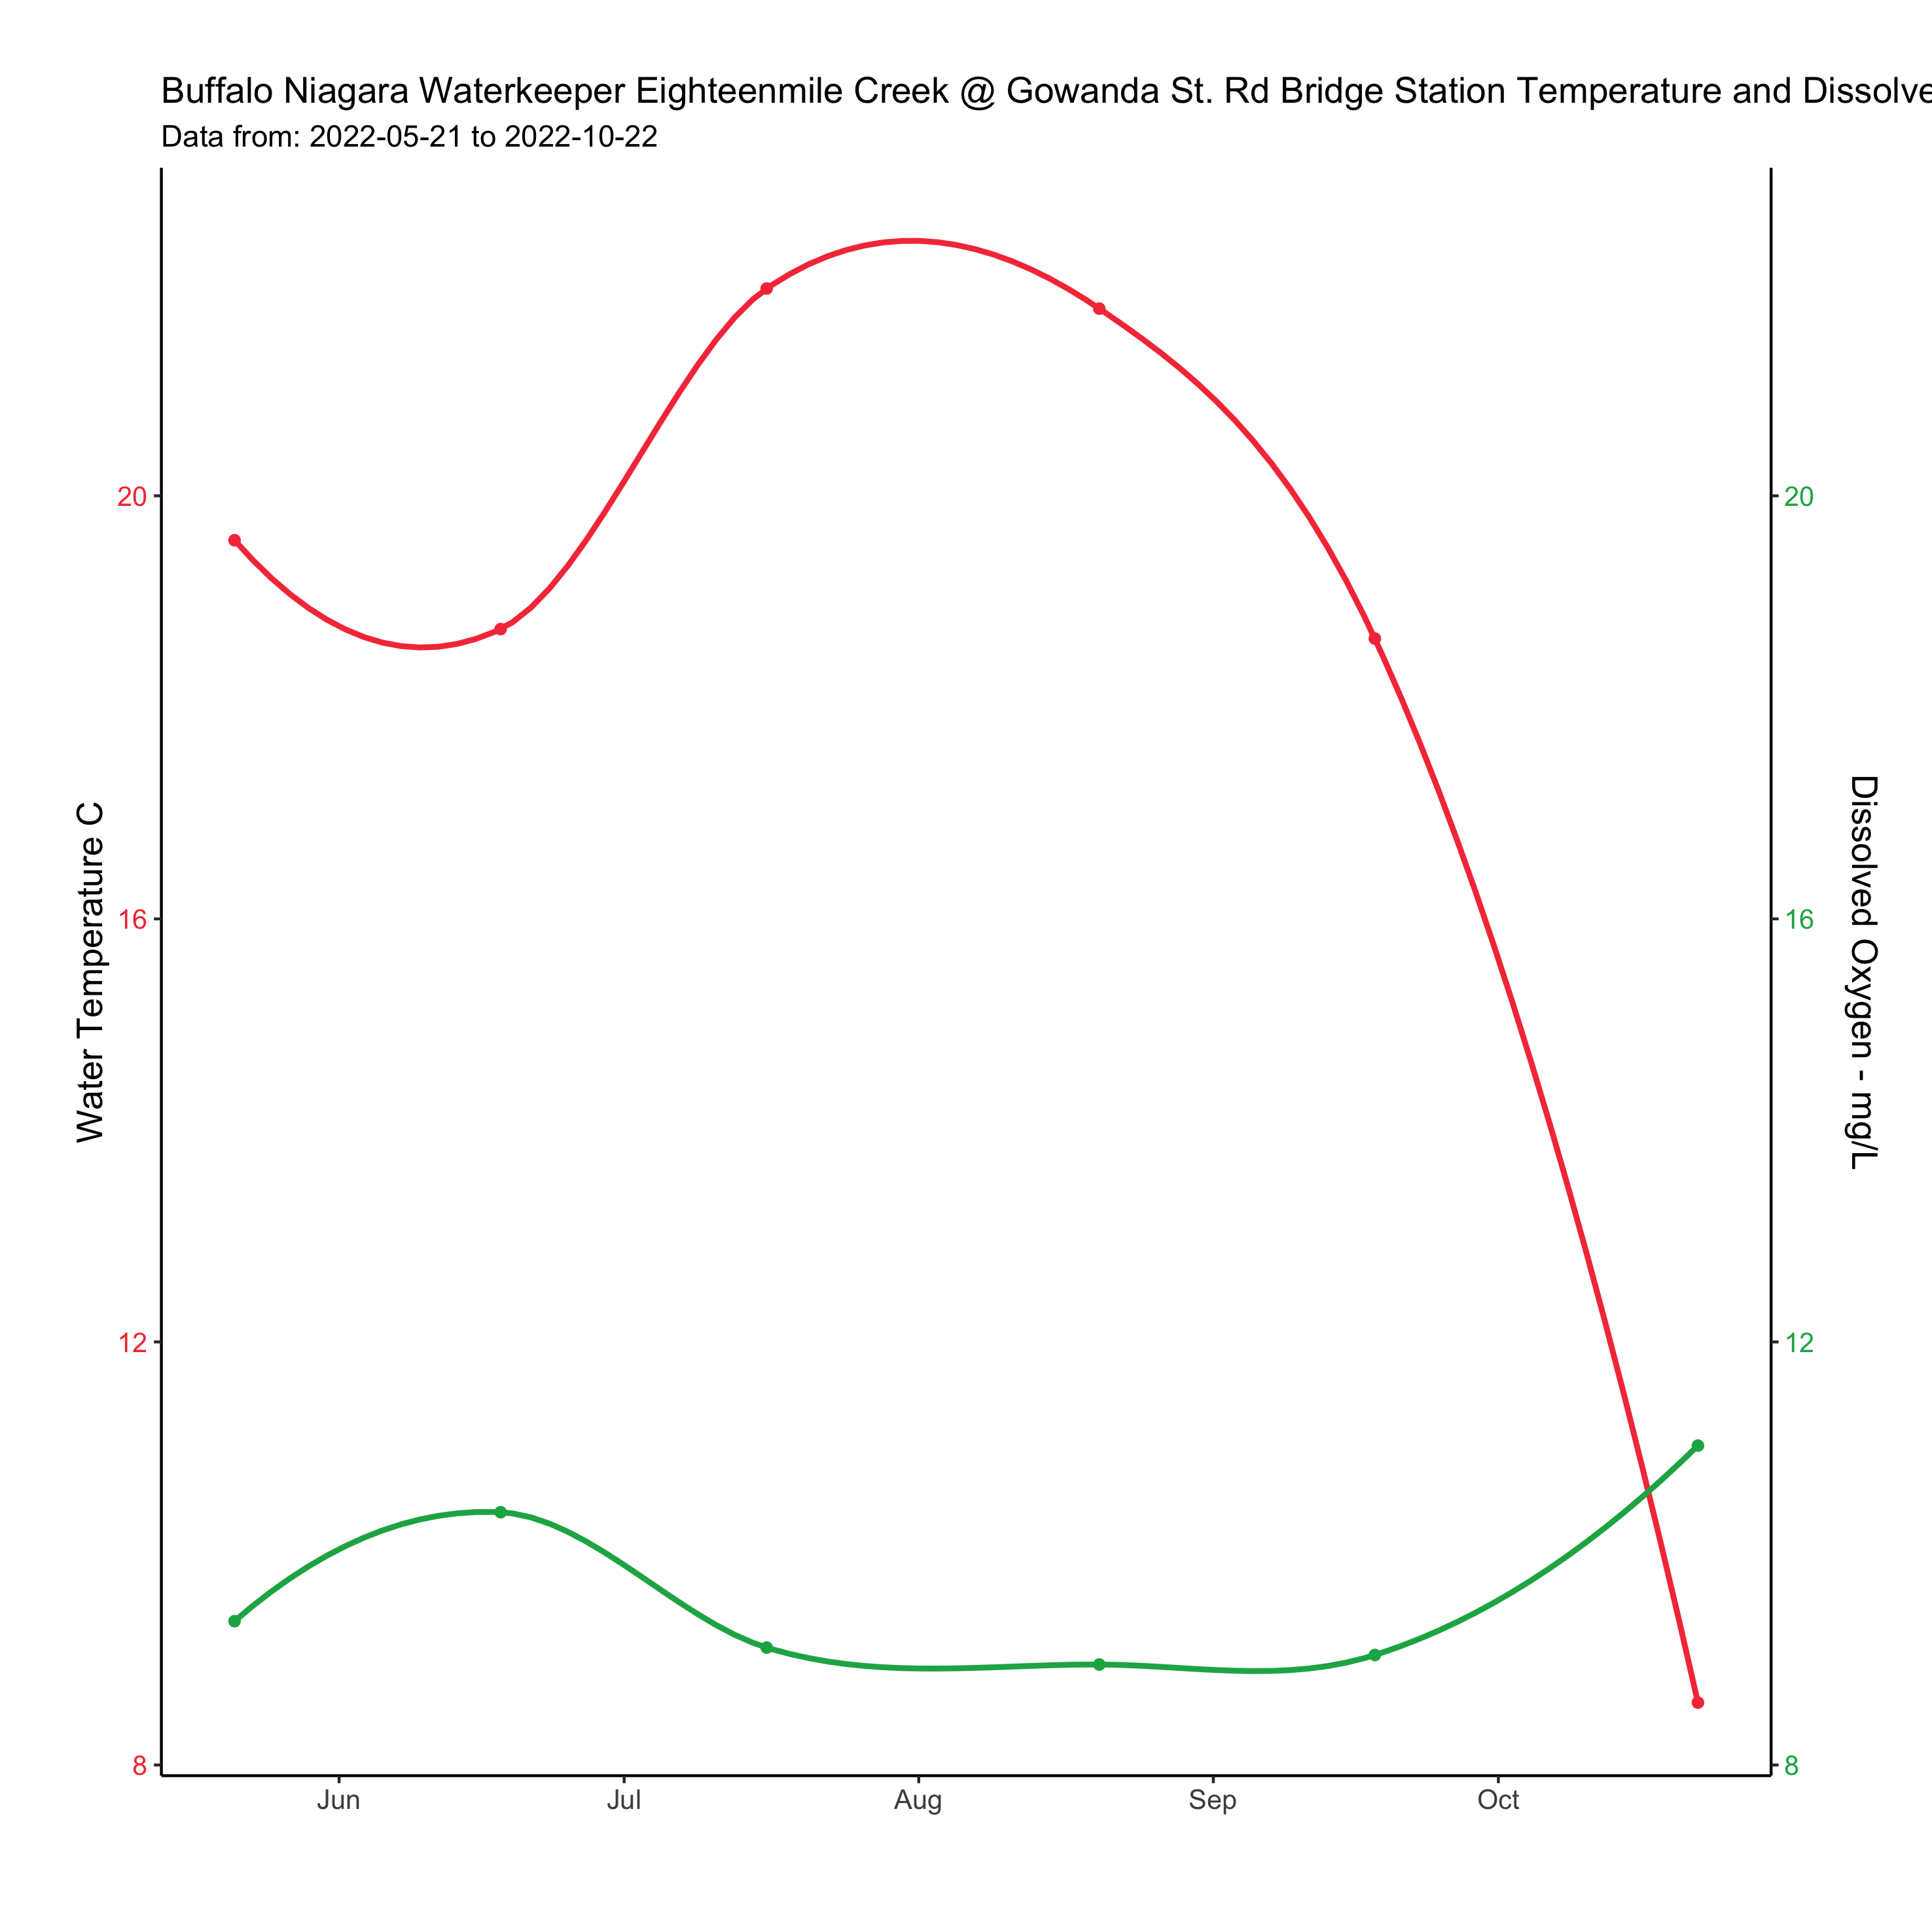 Buffalo Niagara Waterkeeper Eighteenmile Creek @ Gowanda St. Rd Bridge Station Temperature and Dissolve
Data from: 2022-05-21 to 2022-10-22
Water Temperature C
20
16
12
8
20
16
12
8
Dissolved Oxygen - mg/L
Jun Jul Aug Sep Oct